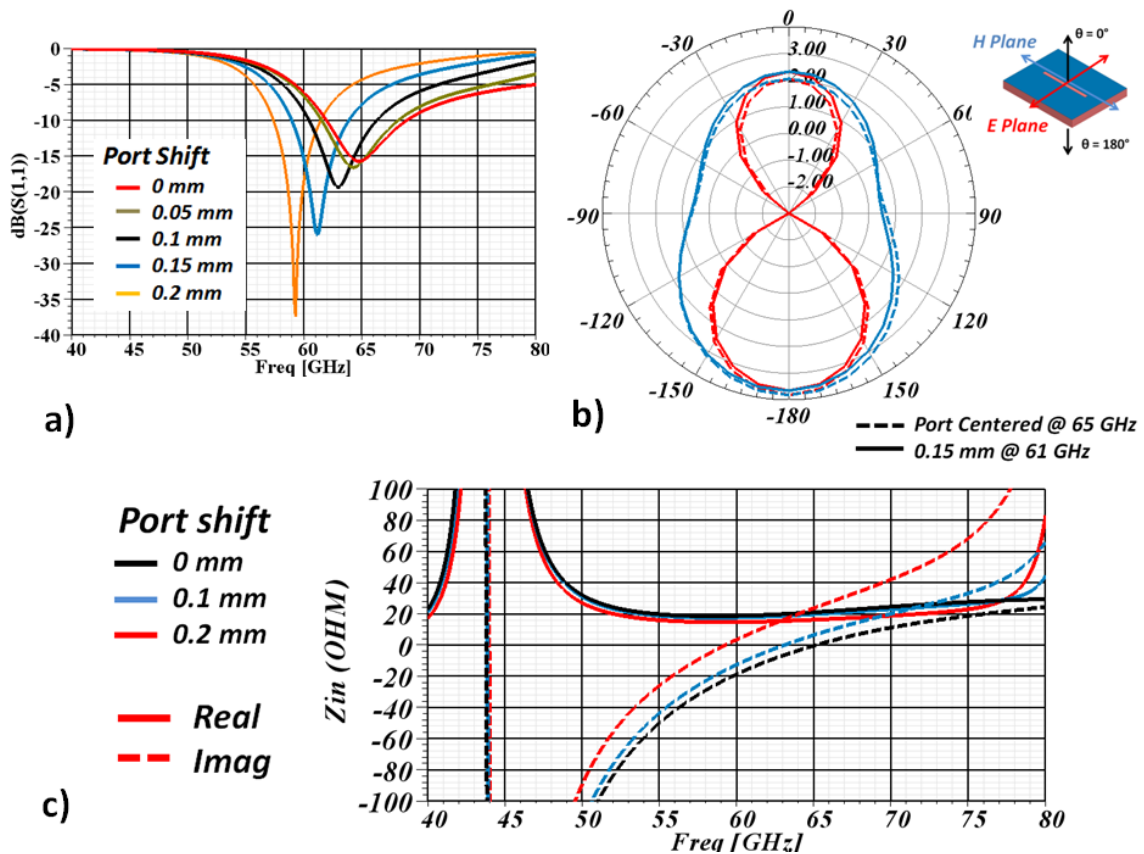 0
-5
-10
-15
-20
-25
-30
-35
-40
dB(S(1,1))
Port Shift
0 mm
0.05 mm
0.1 mm
0.15 mm
0.2 mm
40 45 50 55 60 65 70 75 80
Freq [GHz]
a)
0
-30 30
-60
-90 90
-120 120
-150 150
-180
3.00
1.00
0.00
-1.00
-2.00
H Plane
E Plane
θ = 0°
θ = 180°
b)
Port Centered @ 65 GHz
0.15 mm @ 61 GHz
Port shift
0 mm
0.1 mm
0.2 mm
Real
Imag
c)
100
80
60
40
20
0
-20
-40
-60
-80
-100
Zin (OHM)
40 45 50 55 60 65 70 75 80
Freq [GHz]